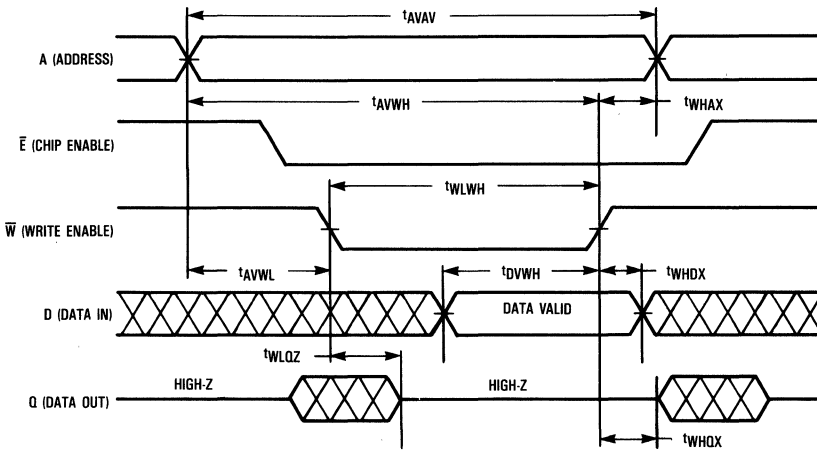 tAVAV
A (ADDRESS)
tAVWH
tWHAX
E̅ (CHIP ENABLE)
tWLWH
W̅ (WRITE ENABLE)
tAVWL
tDVWH
tWHDX
D (DATA IN)
DATA VALID
tWLQZ
HIGH-Z
HIGH-Z
Q (DATA OUT)
tWHQX